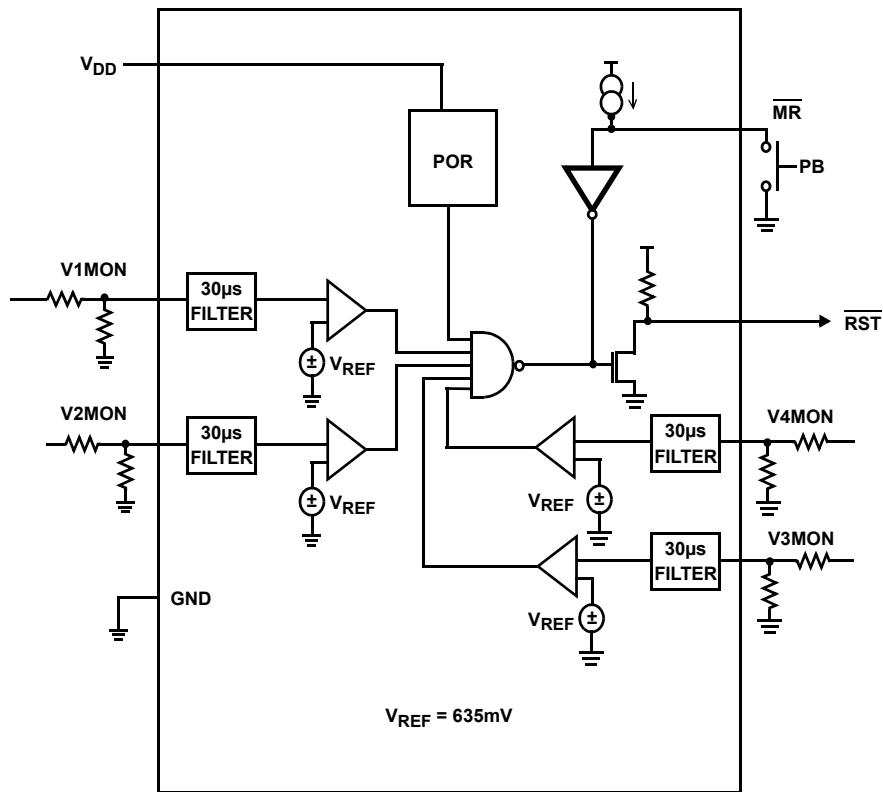 VDD
MR
POR
PB
V1MON
30µs
FILTER
VREF
RST
V2MON
30µs
FILTER
VREF
V4MON
30µs
FILTER
VREF
V3MON
30µs
FILTER
VREF
GND
VREF = 635mV